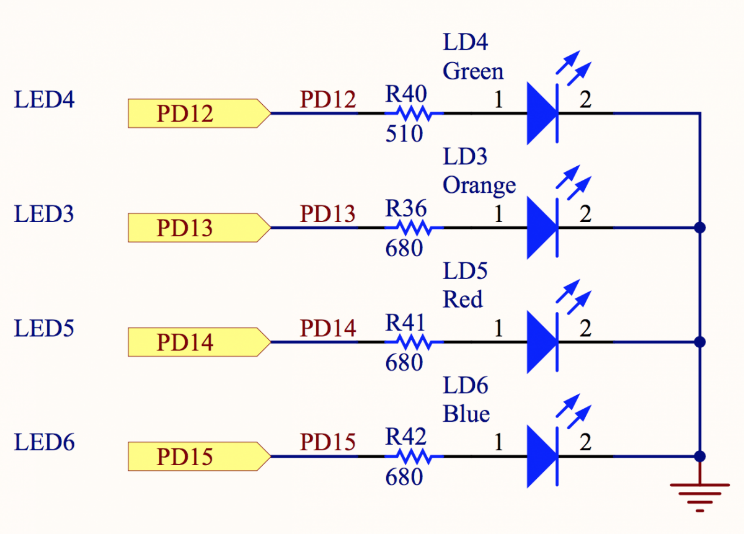 LD4
Green
LED4 PD12 PD12 R40 1 2
510
LD3
Orange
LED3 PD13 PD13 R36 1 2
680
LD5
Red
LED5 PD14 PD14 R41 1 2
680
LD6
Blue
LED6 PD15 PD15 R42 1 2
680